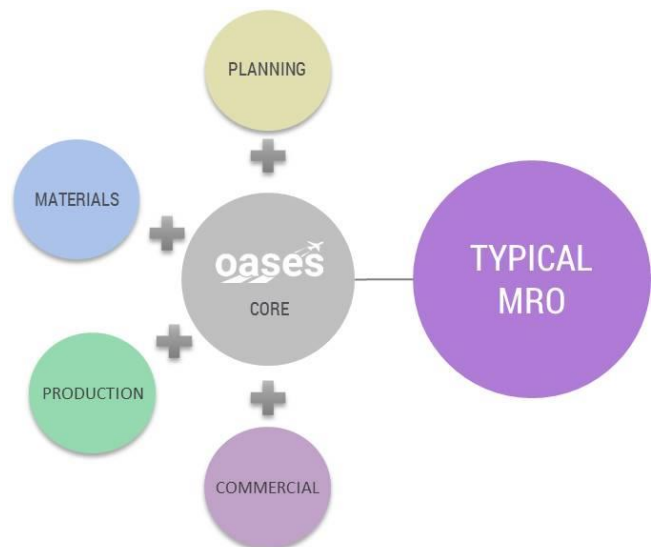 PLANNING
MATERIALS
oases
CORE
TYPICAL
MRO
PRODUCTION
COMMERCIAL